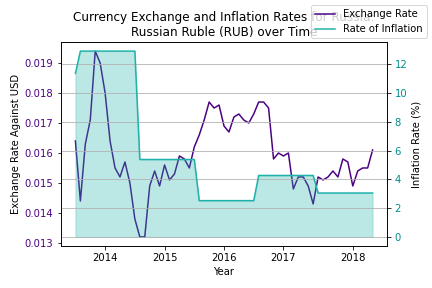 Currency Exchange and Inflation Rates for Russia
Russian Ruble (RUB) over Time
Exchange Rate
Rate of Inflation
0.019
0.018
0.017
0.016
0.015
0.014
0.013
Exchange Rate Against USD
12
10
8
6
4
2
0
Inflation Rate (%)
2014
2015
2016
2017
2018
Year